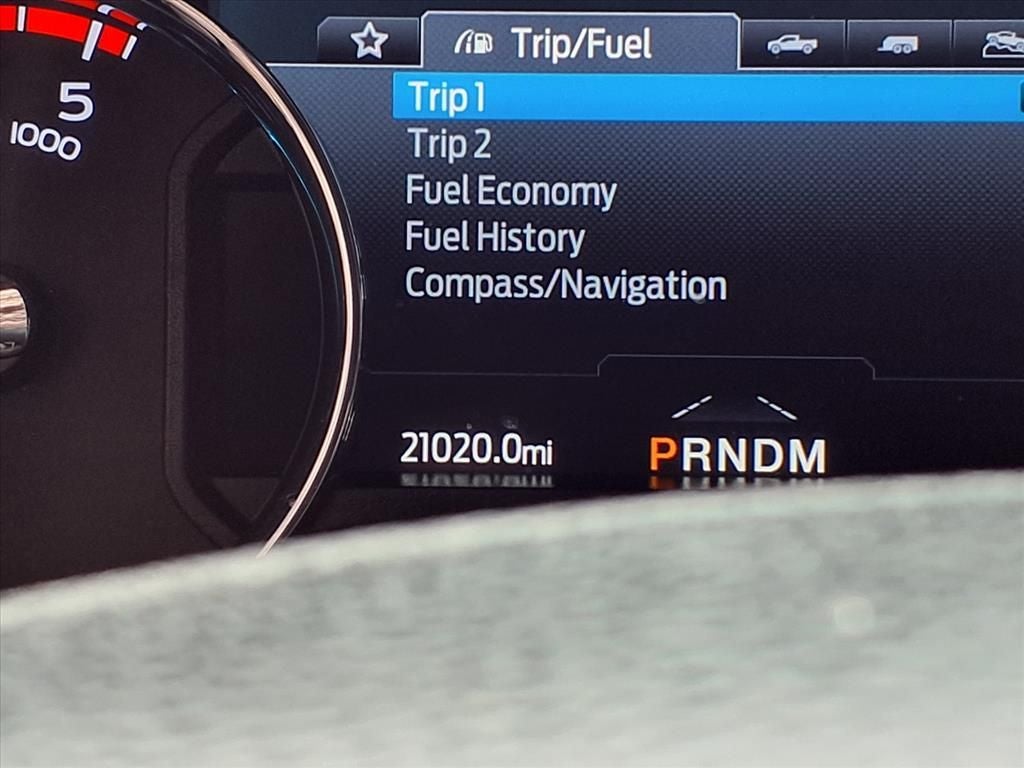 Trip/Fuel
Trip 1
Trip 2
Fuel Economy
Fuel History
Compass/Navigation
5
1000
21020.0mi
PRNDM